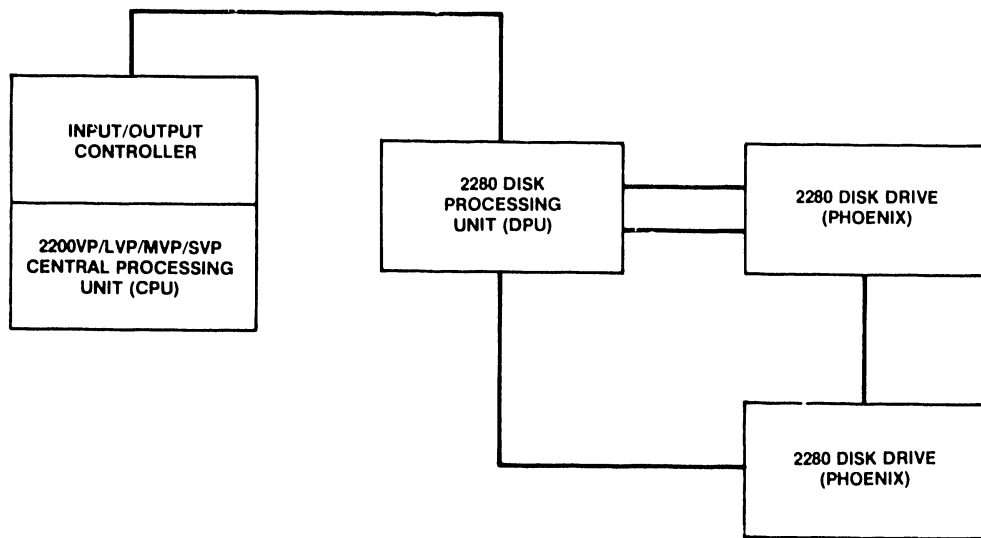 INPUT/OUTPUT
CONTROLLER
2200VP/LVP/MVP/SVP
CENTRAL PROCESSING
UNIT (CPU)
2280 DISK
PROCESSING
UNIT (DPU)
2280 DISK DRIVE
(PHOENIX)
2280 DISK DRIVE
(PHOENIX)